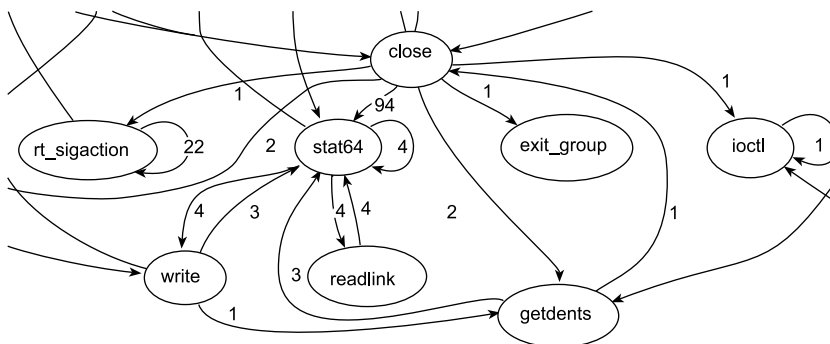 close
1
94
1
1
rt_sigaction
22
2
stat64
4
exit_group
ioctl
1
4
3
4
4
2
1
write
3
readlink
1
getdents